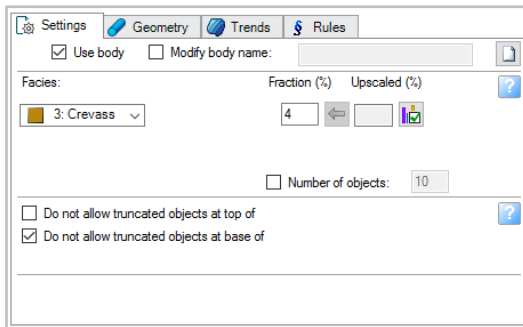 Settings Geometry Trends § Rules
Use body Modify body name:
Facies: Fraction (%) Upscaled (%)
3: Crevass 4
Number of objects: 10
Do not allow truncated objects at top of
Do not allow truncated objects at base of